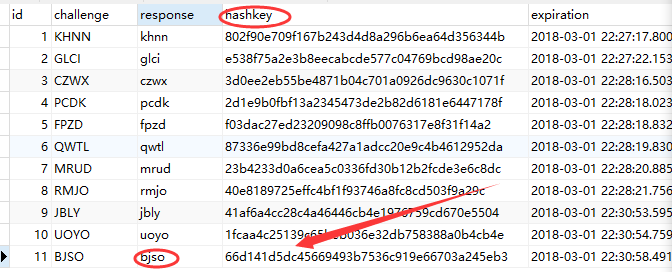 id challenge response hashkey expiration
1 KHNN khnn 802f90e709f167b243d4d8a296b6ea64d356344b 2018-03-01 22:27:17.800
2 GLCI glci e538f75a2e3b8eecabcde577c04769bcd98ae20c 2018-03-01 22:27:22.153
3 CZWX czwx 3d0ee2eb55be4871b04c701a0926dc9630c1071f 2018-03-01 22:28:16.503
4 PCDK pcdk 2d1e9b0fbf13a2345473de2b82d6181e6447178f 2018-03-01 22:28:18.023
5 FPZD fpzd f03dac27ed23209098c8ffb0076317e8f31f14a2 2018-03-01 22:28:18.832
6 QWTL qwtl 87336e99bd8cefa427a1adcc20e9c4b4612952da 2018-03-01 22:28:19.830
7 MRUD mrud 23b4233d0a6cea5c0336fd30b12b2fcde3e6c8dc 2018-03-01 22:28:20.885
8 RMJO rmjo 40e8189725effc4bf1f93746a8fc8cd503f9a29c 2018-03-01 22:28:21.756
9 JBLY jbly 2018-03-01 22:30:53.595
10 UOYO uoyo 2018-03-01 22:30:54.759
11 BJSO bjso 66d141d5dc45669493b7536c919e66703a245eb3 2018-03-01 22:30:58.491